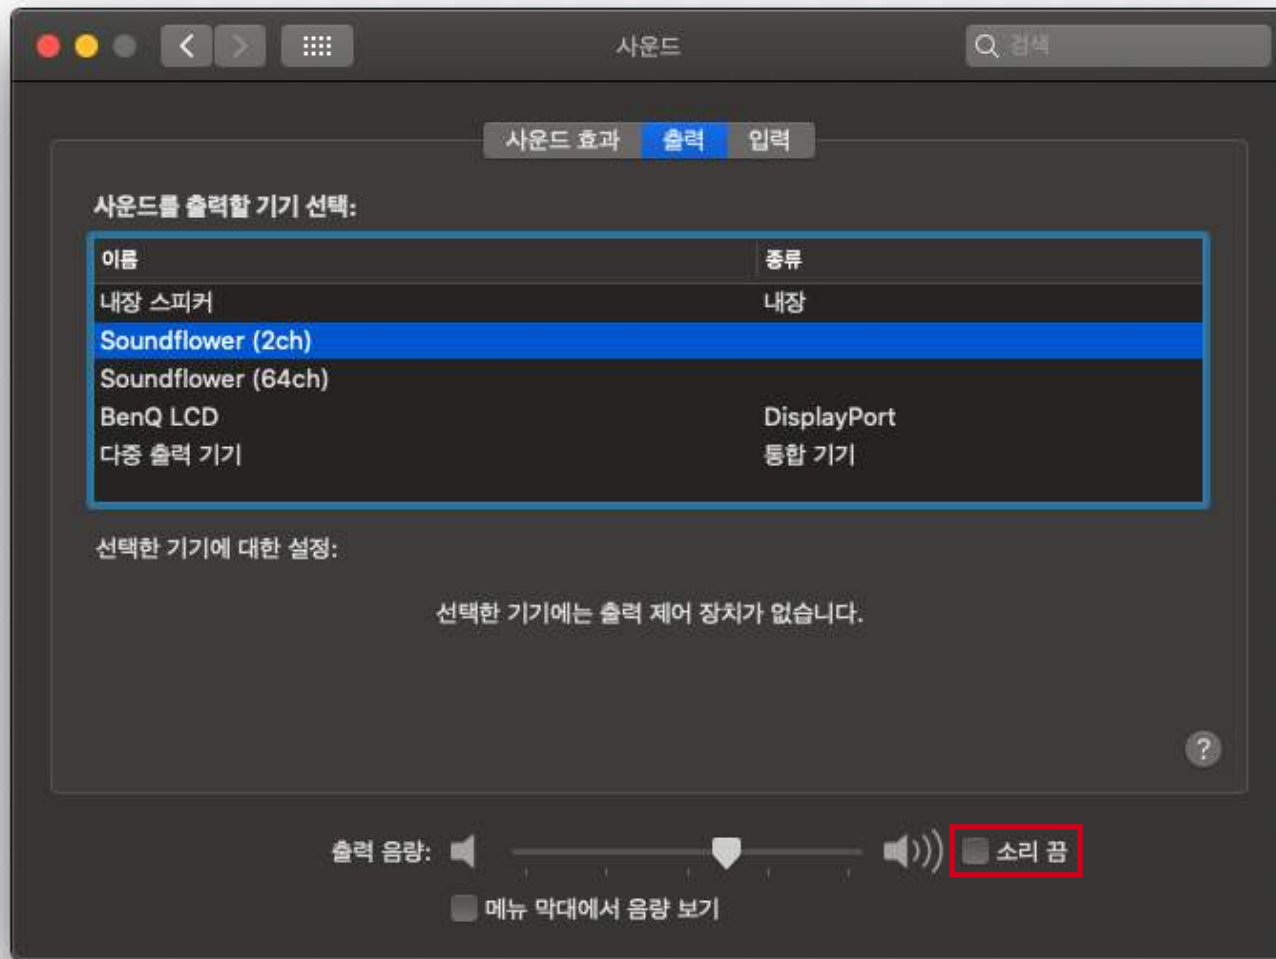 사운드
검색
사운드 효과 출력 입력
사운드를 출력할 기기 선택:
이름 종류
내장 스피커 내장
Soundflower (2ch)
Soundflower (64ch)
BenQ LCD DisplayPort
다중 출력 기기 통합 기기
선택한 기기에 대한 설정:
선택한 기기에는 출력 제어 장치가 없습니다.
?
출력 음량: 소리 끔
메뉴 막대에서 음량 보기